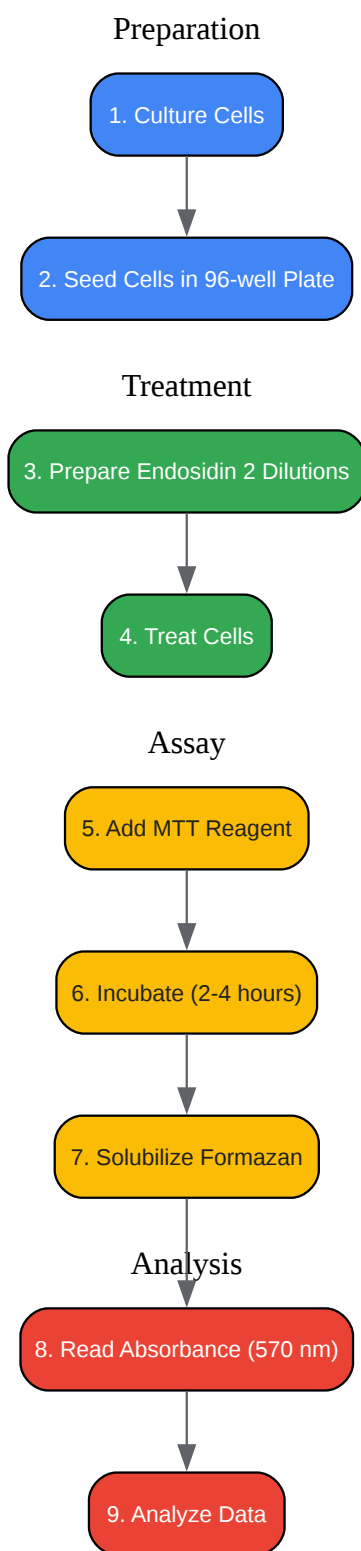 Preparation
1. Culture Cells
2. Seed Cells in 96-well Plate
Treatment
3. Prepare Endosidin 2 Dilutions
4. Treat Cells
Assay
5. Add MTT Reagent
6. Incubate (2-4 hours)
7. Solubilize Formazan
Analysis
8. Read Absorbance (570 nm)
9. Analyze Data